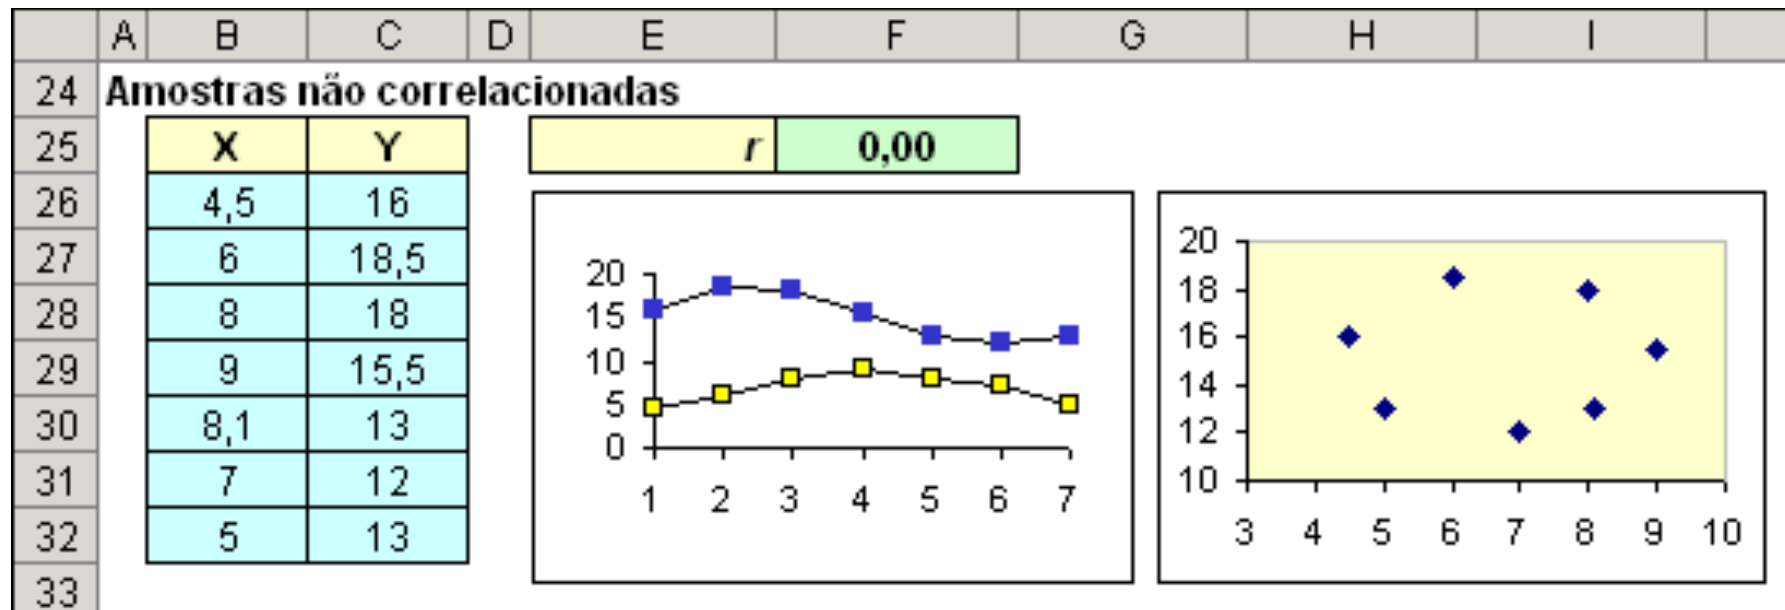 A B C D E F G H I
24 Amostras não correlacionadas
25 X Y r 0,00
26 4,5 16
27 6 18,5
28 8 18
29 9 15,5
30 8,1 13
31 7 12
32 5 13
33
20
15
10
5
0
1 2 3 4 5 6 7
20
18
16
14
12
10
3 4 5 6 7 8 9 10